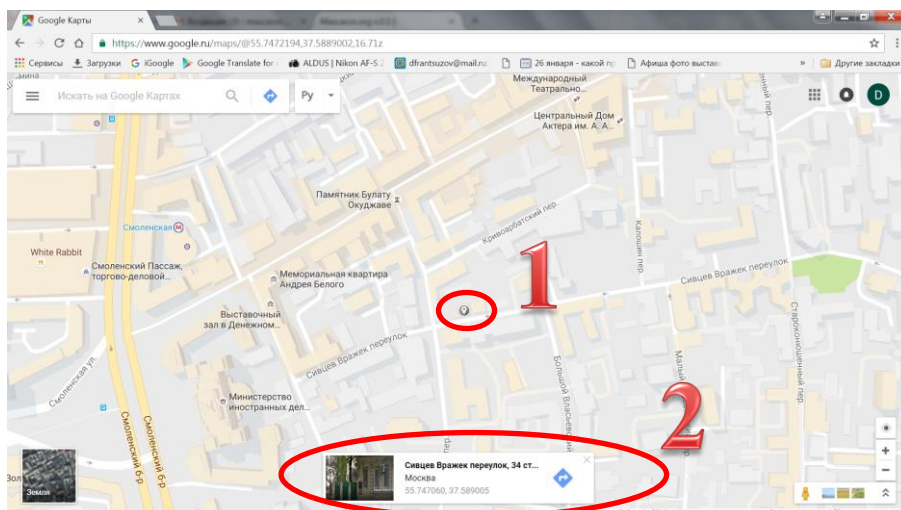 Google Карты
https://www.google.ru/maps/@55.7472194,37.5889002,16.71z
Сервисы
Загрузки
iGoogle
Google Translate for
ALDUS | Nikon AF-S
dfrantsuzov@mail.ru
26 января - какой пр
Афиша фото выстав
»
Другие закладки
Искать на Google Картах
Ру
D
Международный
Театрально...
Центральный Дом
Актера им. А. А...
Памятник Булату
Окуджаве
Кривоарбатский пер.
Калошин пер.
Смоленская
White Rabbit
Смоленский Пассаж,
торгово-деловой...
Мемориальная квартира
Андрея Белого
1
Сивцев Вражек переулок
Выставочный
зал в Денежном...
Сивцев Вражек переулок
Староконюшенный пер.
Смоленская ул.
Министерство
иностранных дел...
Большой Власьевский
Малый
2
Смоленский б-р
Смоленский б-р
Сивцев Вражек переулок, 34 ст...
Москва
55.747060, 37.589005
Земля